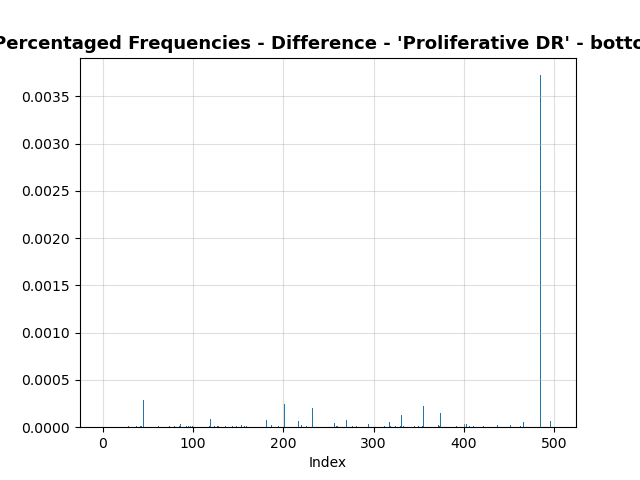 Percentaged Frequencies - Difference - 'Proliferative DR' - botto
0.0035
0.0030
0.0025
0.0020
0.0015
0.0010
0.0005
0.0000
0 100 200 300 400 500
Index